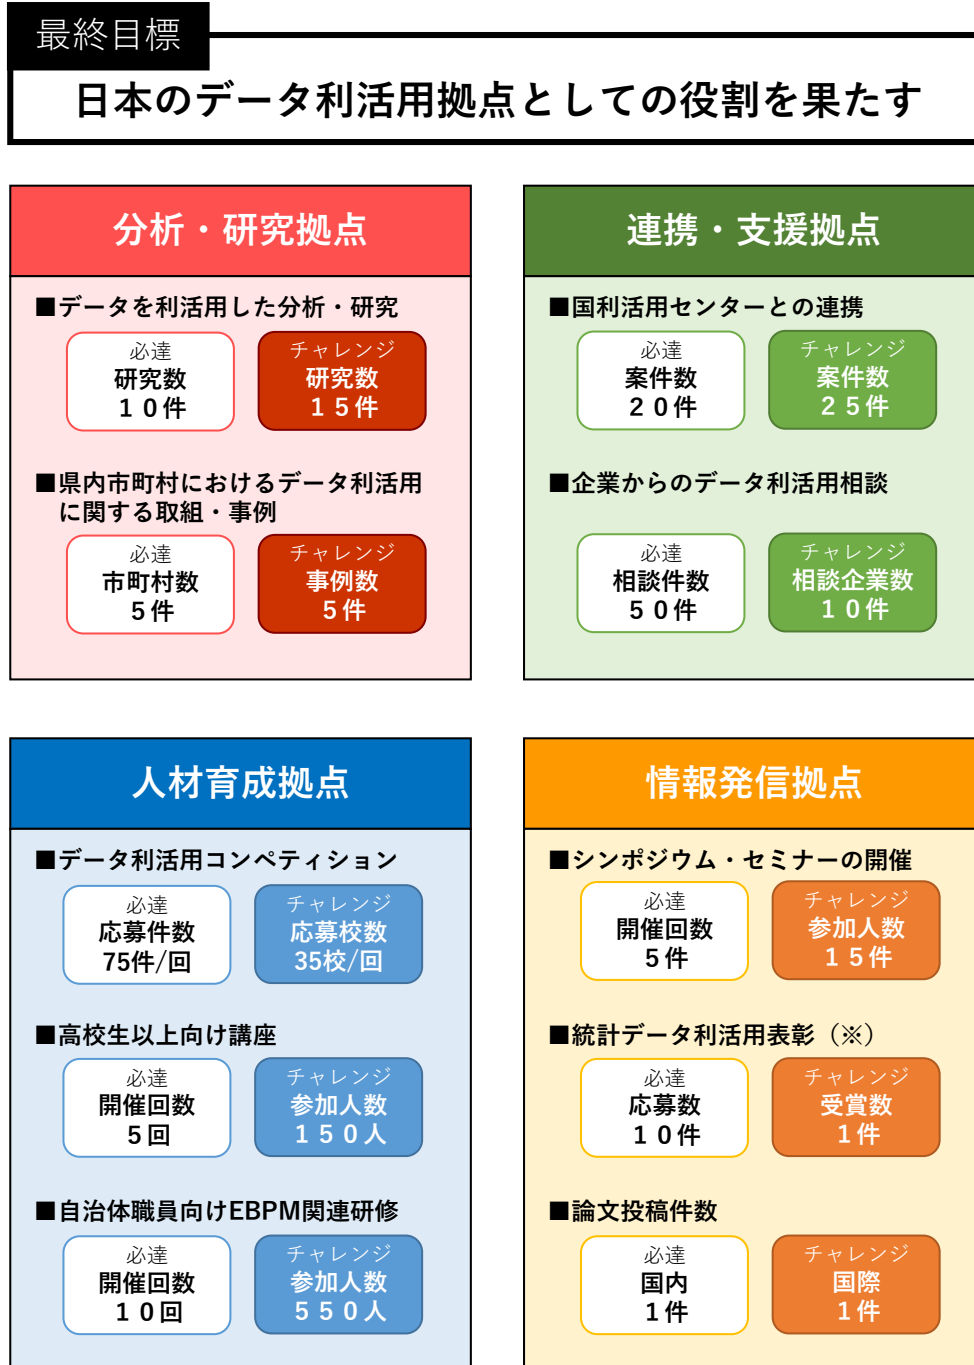 最終目標
日本のデータ利活用拠点としての役割を果たす
分析・研究拠点
■データを利活用した分析・研究
必達
研究数
１０件
チャレンジ
研究数
１５件
■県内市町村におけるデータ利活用
に関する取組・事例
必達
市町村数
５件
チャレンジ
事例数
５件
連携・支援拠点
■国利活用センターとの連携
必達
案件数
２０件
チャレンジ
案件数
２５件
■企業からのデータ利活用相談
必達
相談件数
５０件
チャレンジ
相談企業数
１０件
人材育成拠点
■データ利活用コンペティション
必達
応募件数
75件/回
チャレンジ
応募校数
35校/回
■高校生以上向け講座
必達
開催回数
５回
チャレンジ
参加人数
１５０人
■自治体職員向けEBPM関連研修
必達
開催回数
１０回
チャレンジ
参加人数
５５０人
情報発信拠点
■シンポジウム・セミナーの開催
必達
開催回数
５件
チャレンジ
参加人数
１５件
■統計データ利活用表彰（※）
必達
応募数
１０件
チャレンジ
受賞数
１件
■論文投稿件数
必達
国内
１件
チャレンジ
国際
１件